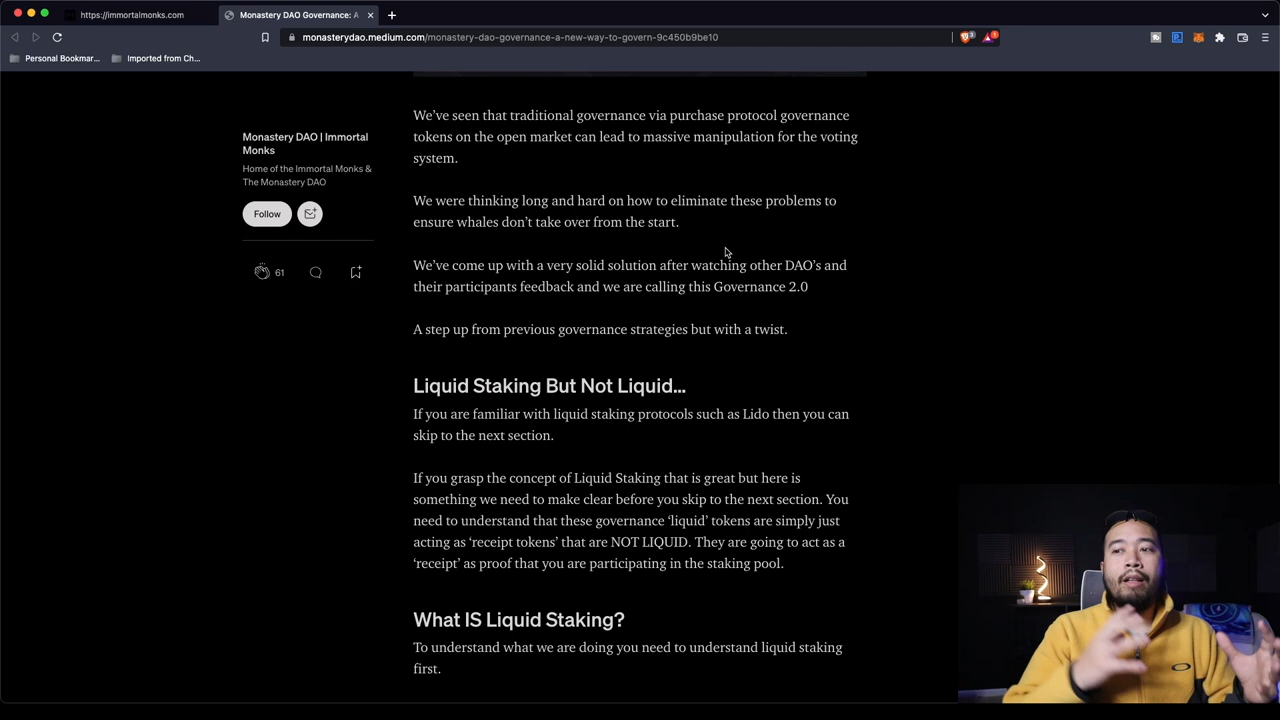 https://immortalmonks.com
Monastery DAO Governance: A
monasterydao.medium.com/monastery-dao-governance-a-new-way-to-govern-9c450b9be10
Personal Bookmar...
Imported from Ch...
We've seen that traditional governance via purchase protocol governance
tokens on the open market can lead to massive manipulation for the voting
system.
Monastery DAO | Immortal
Monks
Home of the Immortal Monks &
The Monastery DAO
Follow
61
We were thinking long and hard on how to eliminate these problems to
ensure whales don't take over from the start.
We've come up with a very solid solution after watching other DAO's and
their participants feedback and we are calling this Governance 2.0
A step up from previous governance strategies but with a twist.
Liquid Staking But Not Liquid...
If you are familiar with liquid staking protocols such as Lido then you can
skip to the next section.
If you grasp the concept of Liquid Staking that is great but here is
something we need to make clear before you skip to the next section. You
need to understand that these governance 'liquid' tokens are simply just
acting as 'receipt tokens' that are NOT LIQUID. They are going to act as a
'receipt' as proof that you are participating in the staking pool.
What IS Liquid Staking?
To understand what we are doing you need to understand liquid staking
first.